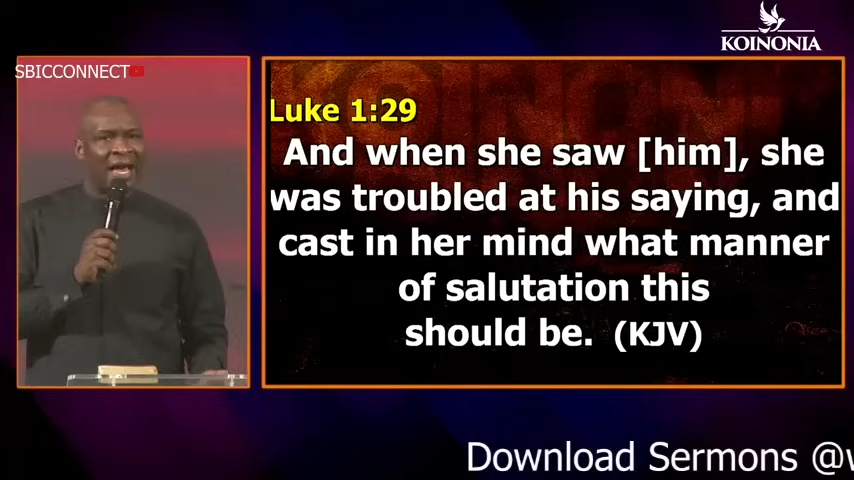 KOINONIA
SBICCONNECT
Luke 1:29
And when she saw [him], she
was troubled at his saying, and
cast in her mind what manner
of salutation this
should be. (KJV)
Download Sermons @